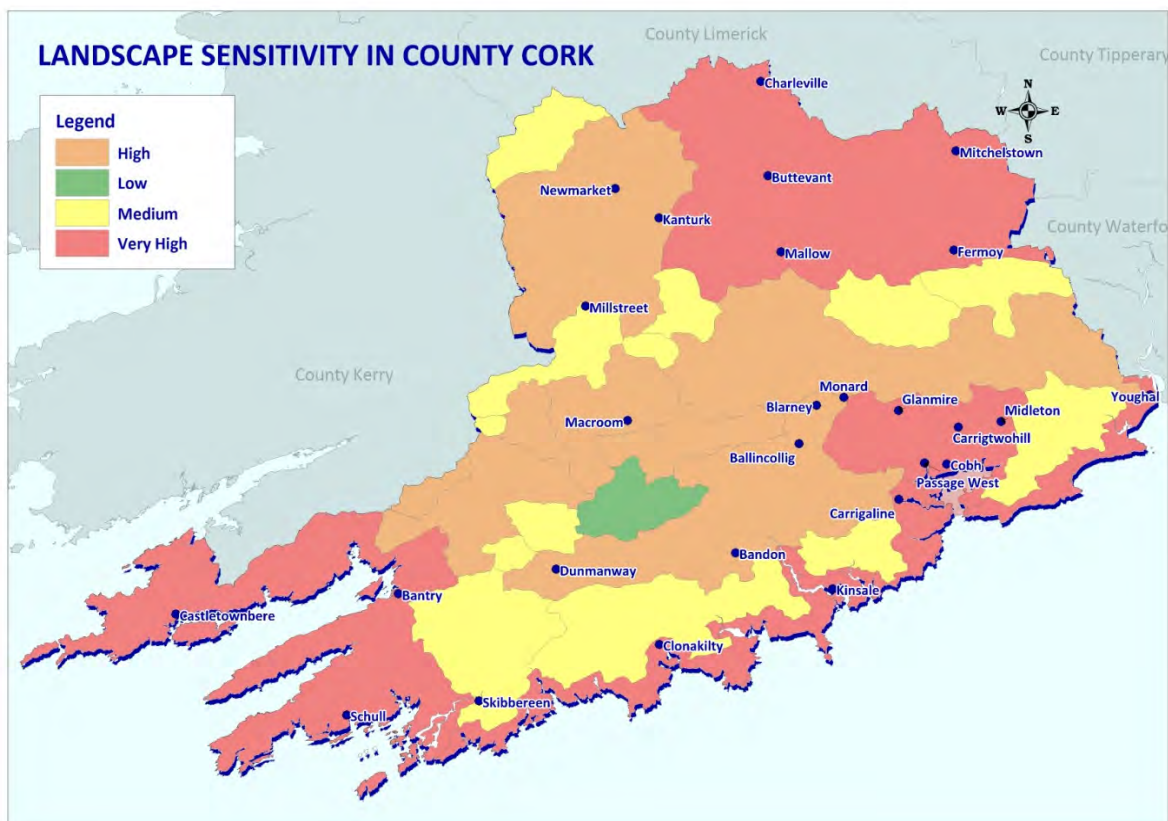 LANDSCAPE SENSITIVITY IN COUNTY CORK
County Limerick
County Tipperary
N
W E
S
Legend
High
Low
Medium
Very High
Charleville
Mitchelstown
Buttevant
Newmarket
Kanturk
County Waterfo
Mallow
Fermoy
Millstreet
County Kerry
Monard
Blarney
Glanmire
Midleton
Youghal
Macroom
Carrigtwohill
Ballincollig
Cobh
Passage West
Carrigaline
Bandon
Dunmanway
Bantry
Kinsale
Castletownbere
Clonakilty
Skibbereen
Schull